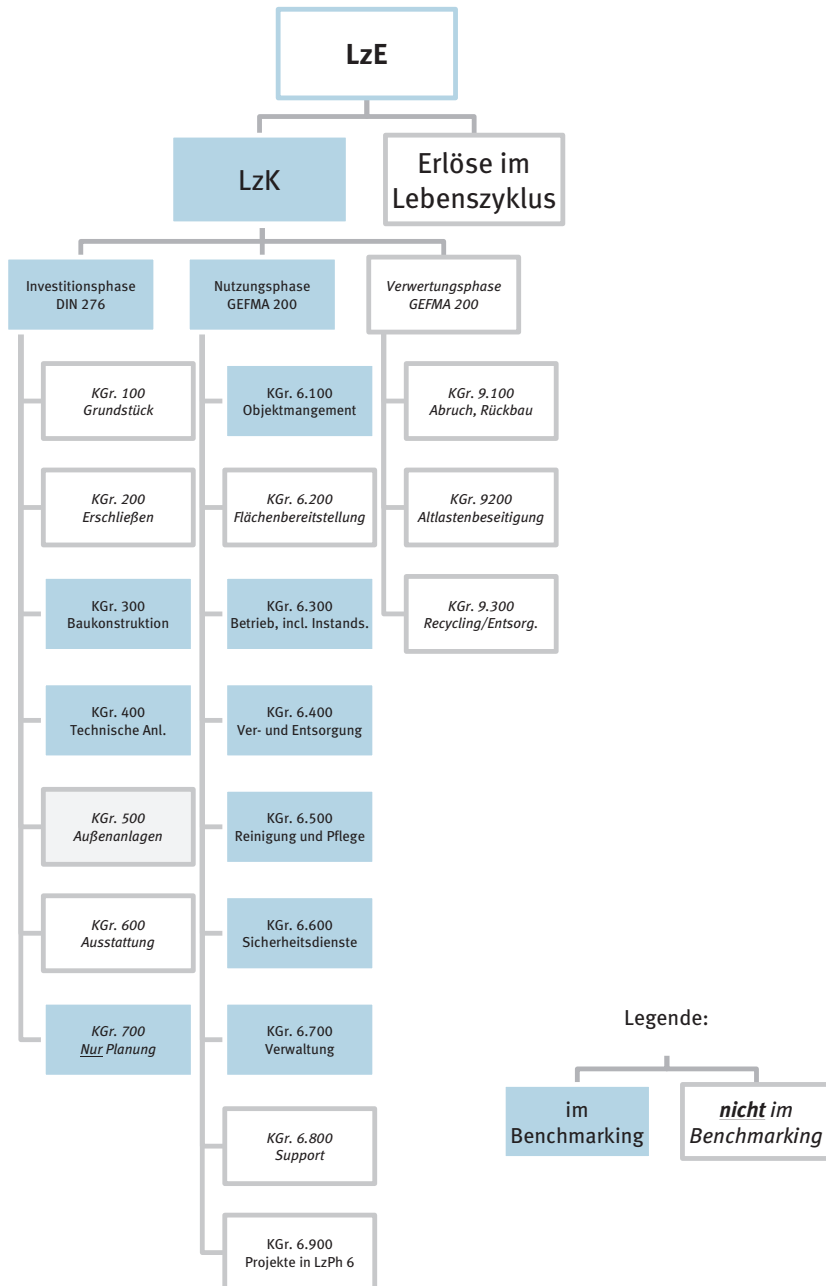 LzE
LzK
Erlöse im
Lebenszyklus
Investitionsphase
DIN 276
Nutzungsphase
GEFMA 200
Verwertungsphase
GEFMA 200
KGr. 100
Grundstück
KGr. 200
Erschließen
KGr. 300
Baukonstruktion
KGr. 400
Technische Anl.
KGr. 500
Außenanlagen
KGr. 600
Ausstattung
KGr. 700
Nur Planung
KGr. 6.100
Objektmangement
KGr. 6.200
Flächenbereitstellung
KGr. 6.300
Betrieb, incl. Instands.
KGr. 6.400
Ver- und Entsorgung
KGr. 6.500
Reinigung und Pflege
KGr. 6.600
Sicherheitsdienste
KGr. 6.700
Verwaltung
KGr. 6.800
Support
KGr. 6.900
Projekte in LzPh 6
KGr. 9.100
Abruch, Rückbau
KGr. 9200
Altlastenbeseitigung
KGr. 9.300
Recycling/Entsorg.
Legende:
im
Benchmarking
nicht im
Benchmarking